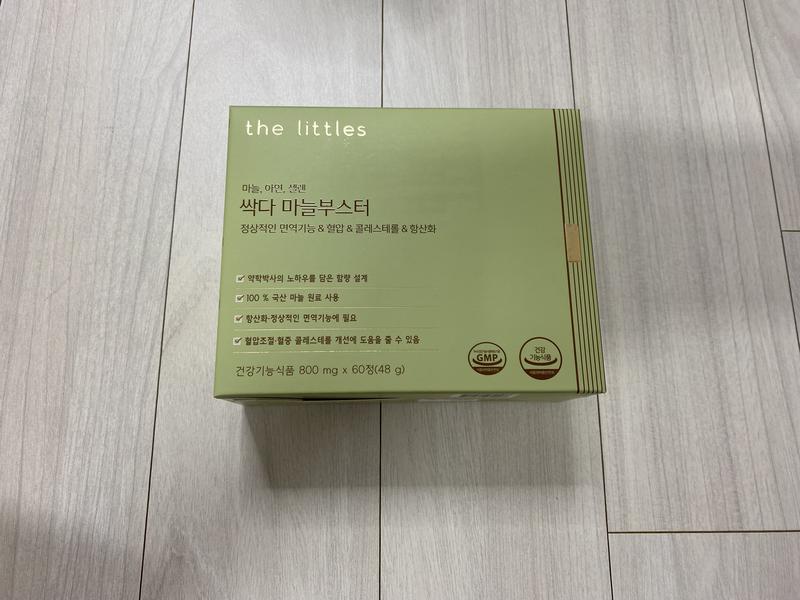 the littles
마늘, 아연, 셀렌
싹다 마늘부스터
정상적인 면역기능 & 혈압 & 콜레스테롤 & 항산화
약학박사의 노하우를 담은 함량 설계
100 % 국산 마늘 원료 사용
항산화·정상적인 면역기능에 필요
혈압조절·혈중 콜레스테롤 개선에 도움을 줄 수 있음
건강기능식품 800 mg x 60정(48 g)
GMP
건강
기능식품